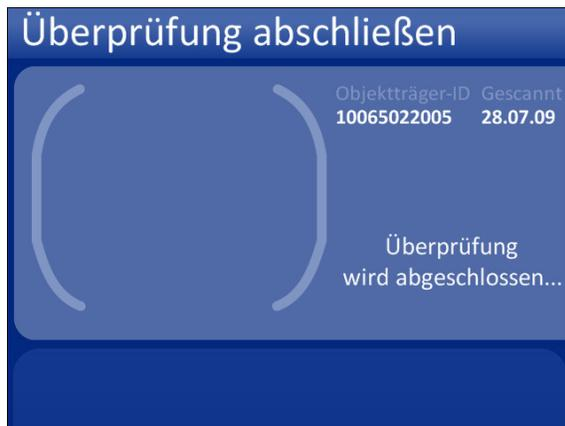 Überprüfung abschließen
Objektträger-ID Gescannt
10065022005 28.07.09
Überprüfung
wird abgeschlossen...